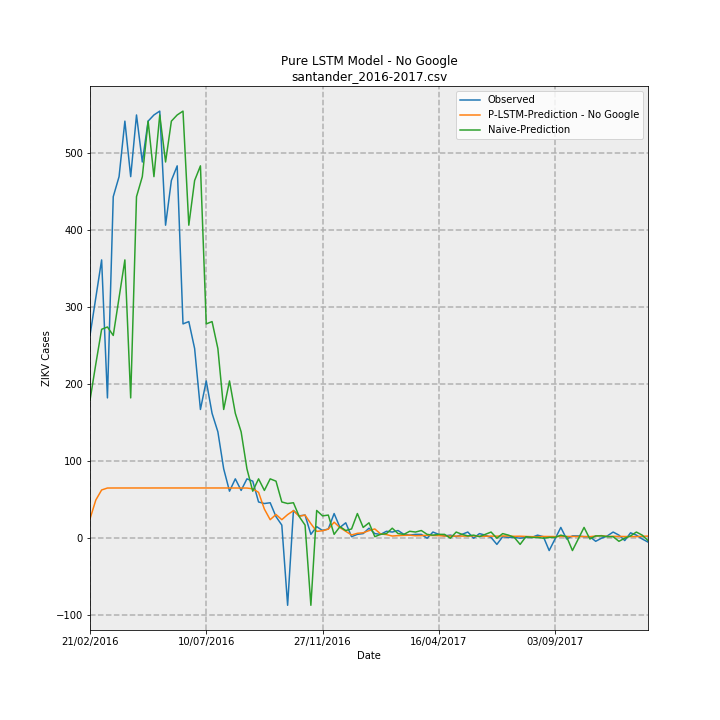 Pure LSTM Model - No Google
santander_2016-2017.csv
Observed
P-LSTM-Prediction - No Google
Naive-Prediction
ZIKV Cases
500
400
300
200
100
0
−100
21/02/2016
10/07/2016
27/11/2016
16/04/2017
03/09/2017
Date